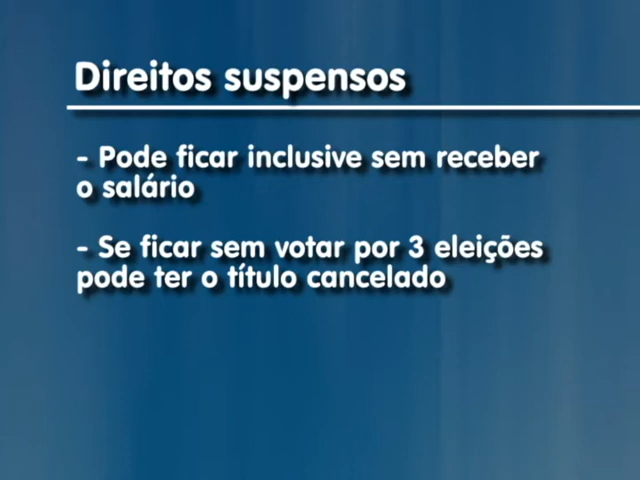 Direitos suspensos
- Pode ficar inclusive sem receber
o salário
- Se ficar sem votar por 3 eleições
pode ter o título cancelado